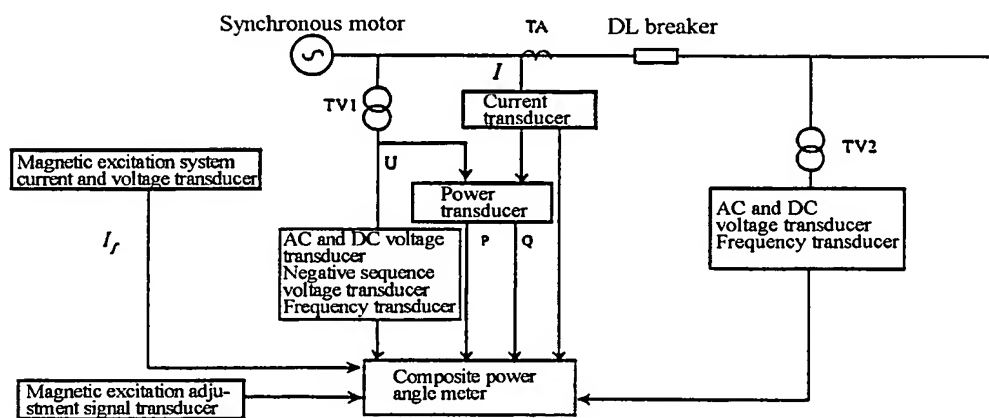 Synchronous motor
TA
DL breaker
TV1
I
Current
transducer
TV2
Magnetic excitation system
current and voltage transducer
U
Power
transducer
AC and DC
voltage transducer
Frequency transducer
I_f
AC and DC voltage
transducer
Negative sequence
voltage transducer
Frequency transducer
P
Q
Composite power
angle meter
Magnetic excitation adju-
stment signal transducer